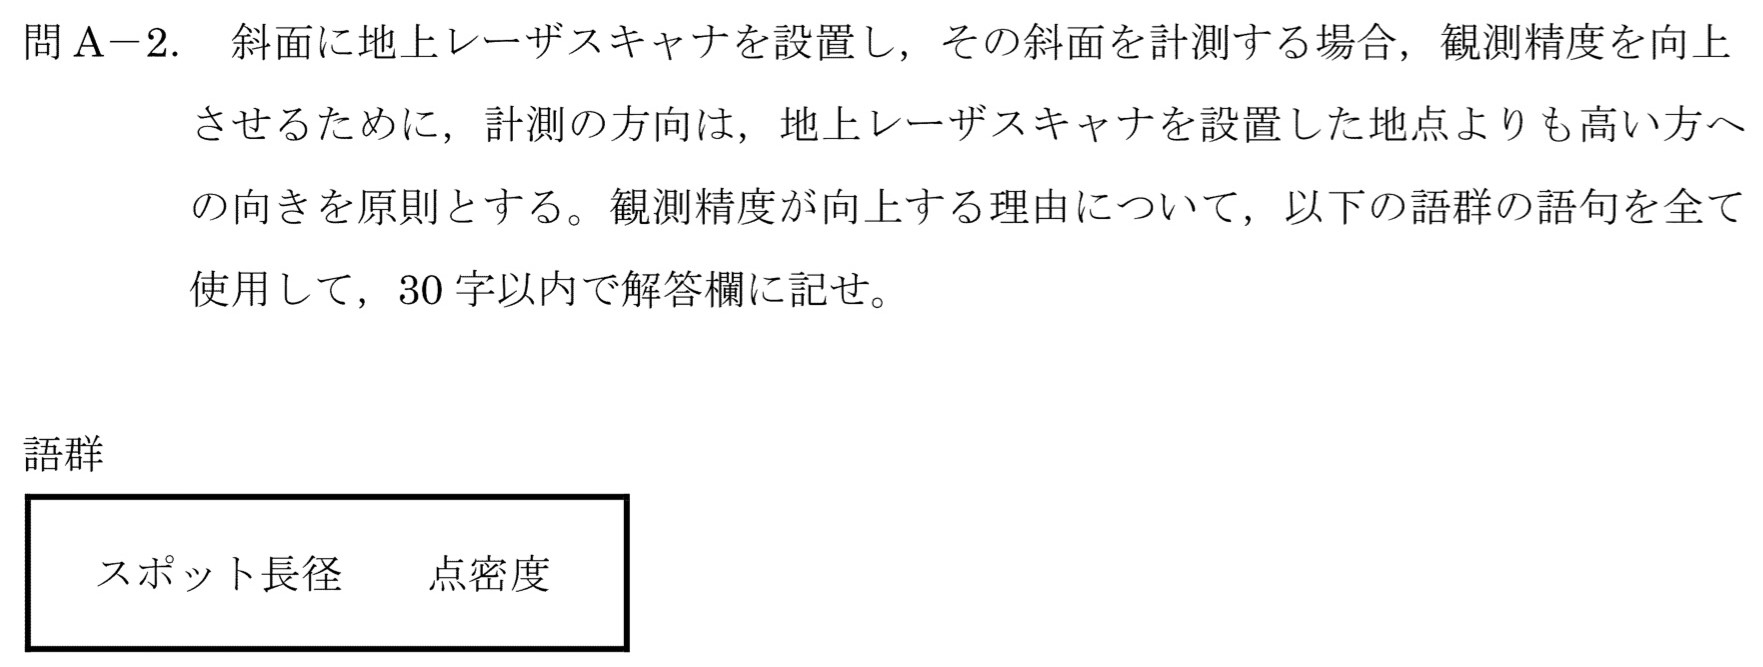 問A－2.　斜面に地上レーザスキャナを設置し，その斜面を計測する場合，観測精度を向上
させるために，計測の方向は，地上レーザスキャナを設置した地点よりも高い方へ
の向きを原則とする。観測精度が向上する理由について，以下の語群の語句を全て
使用して，30 字以内で解答欄に記せ。
語群
スポット長径　　点密度